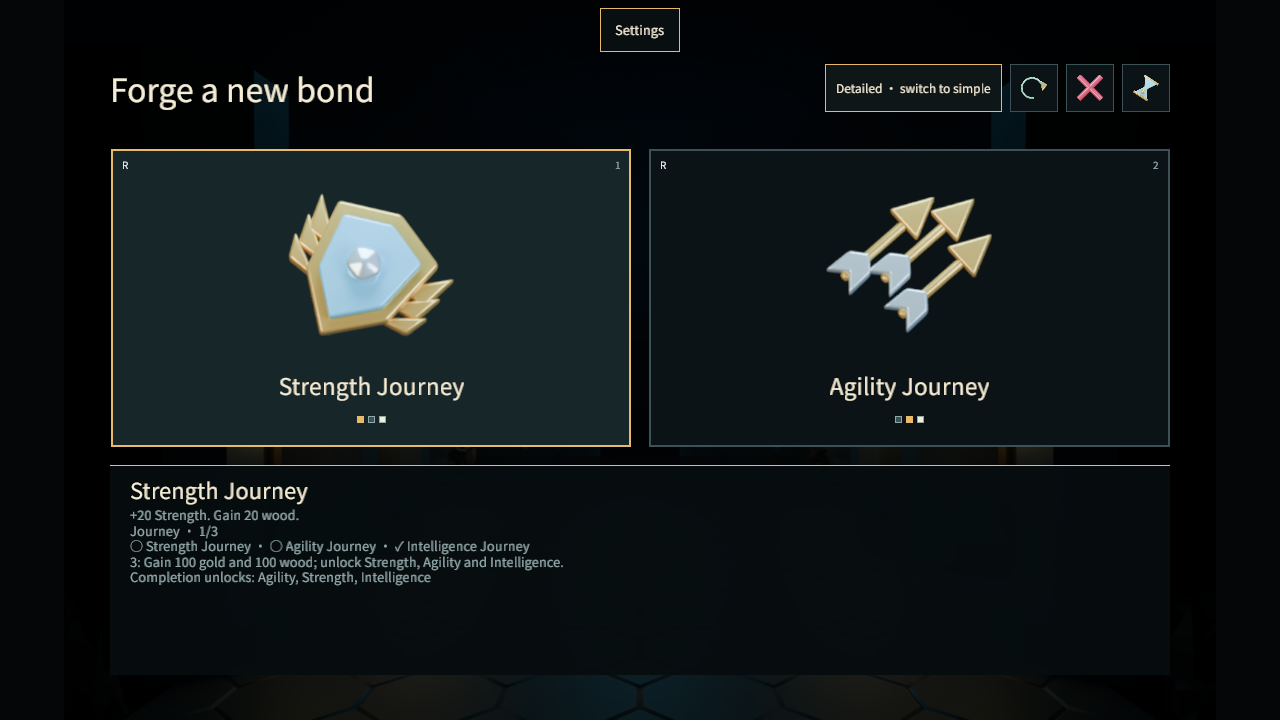 Settings
Forge a new bond
Detailed • switch to simple
R
1
Strength Journey
R
2
Agility Journey
Strength Journey
+20 Strength. Gain 20 wood.
Journey • 1/3
○ Strength Journey • ○ Agility Journey • ✓ Intelligence Journey
3: Gain 100 gold and 100 wood; unlock Strength, Agility and Intelligence.
Completion unlocks: Agility, Strength, Intelligence